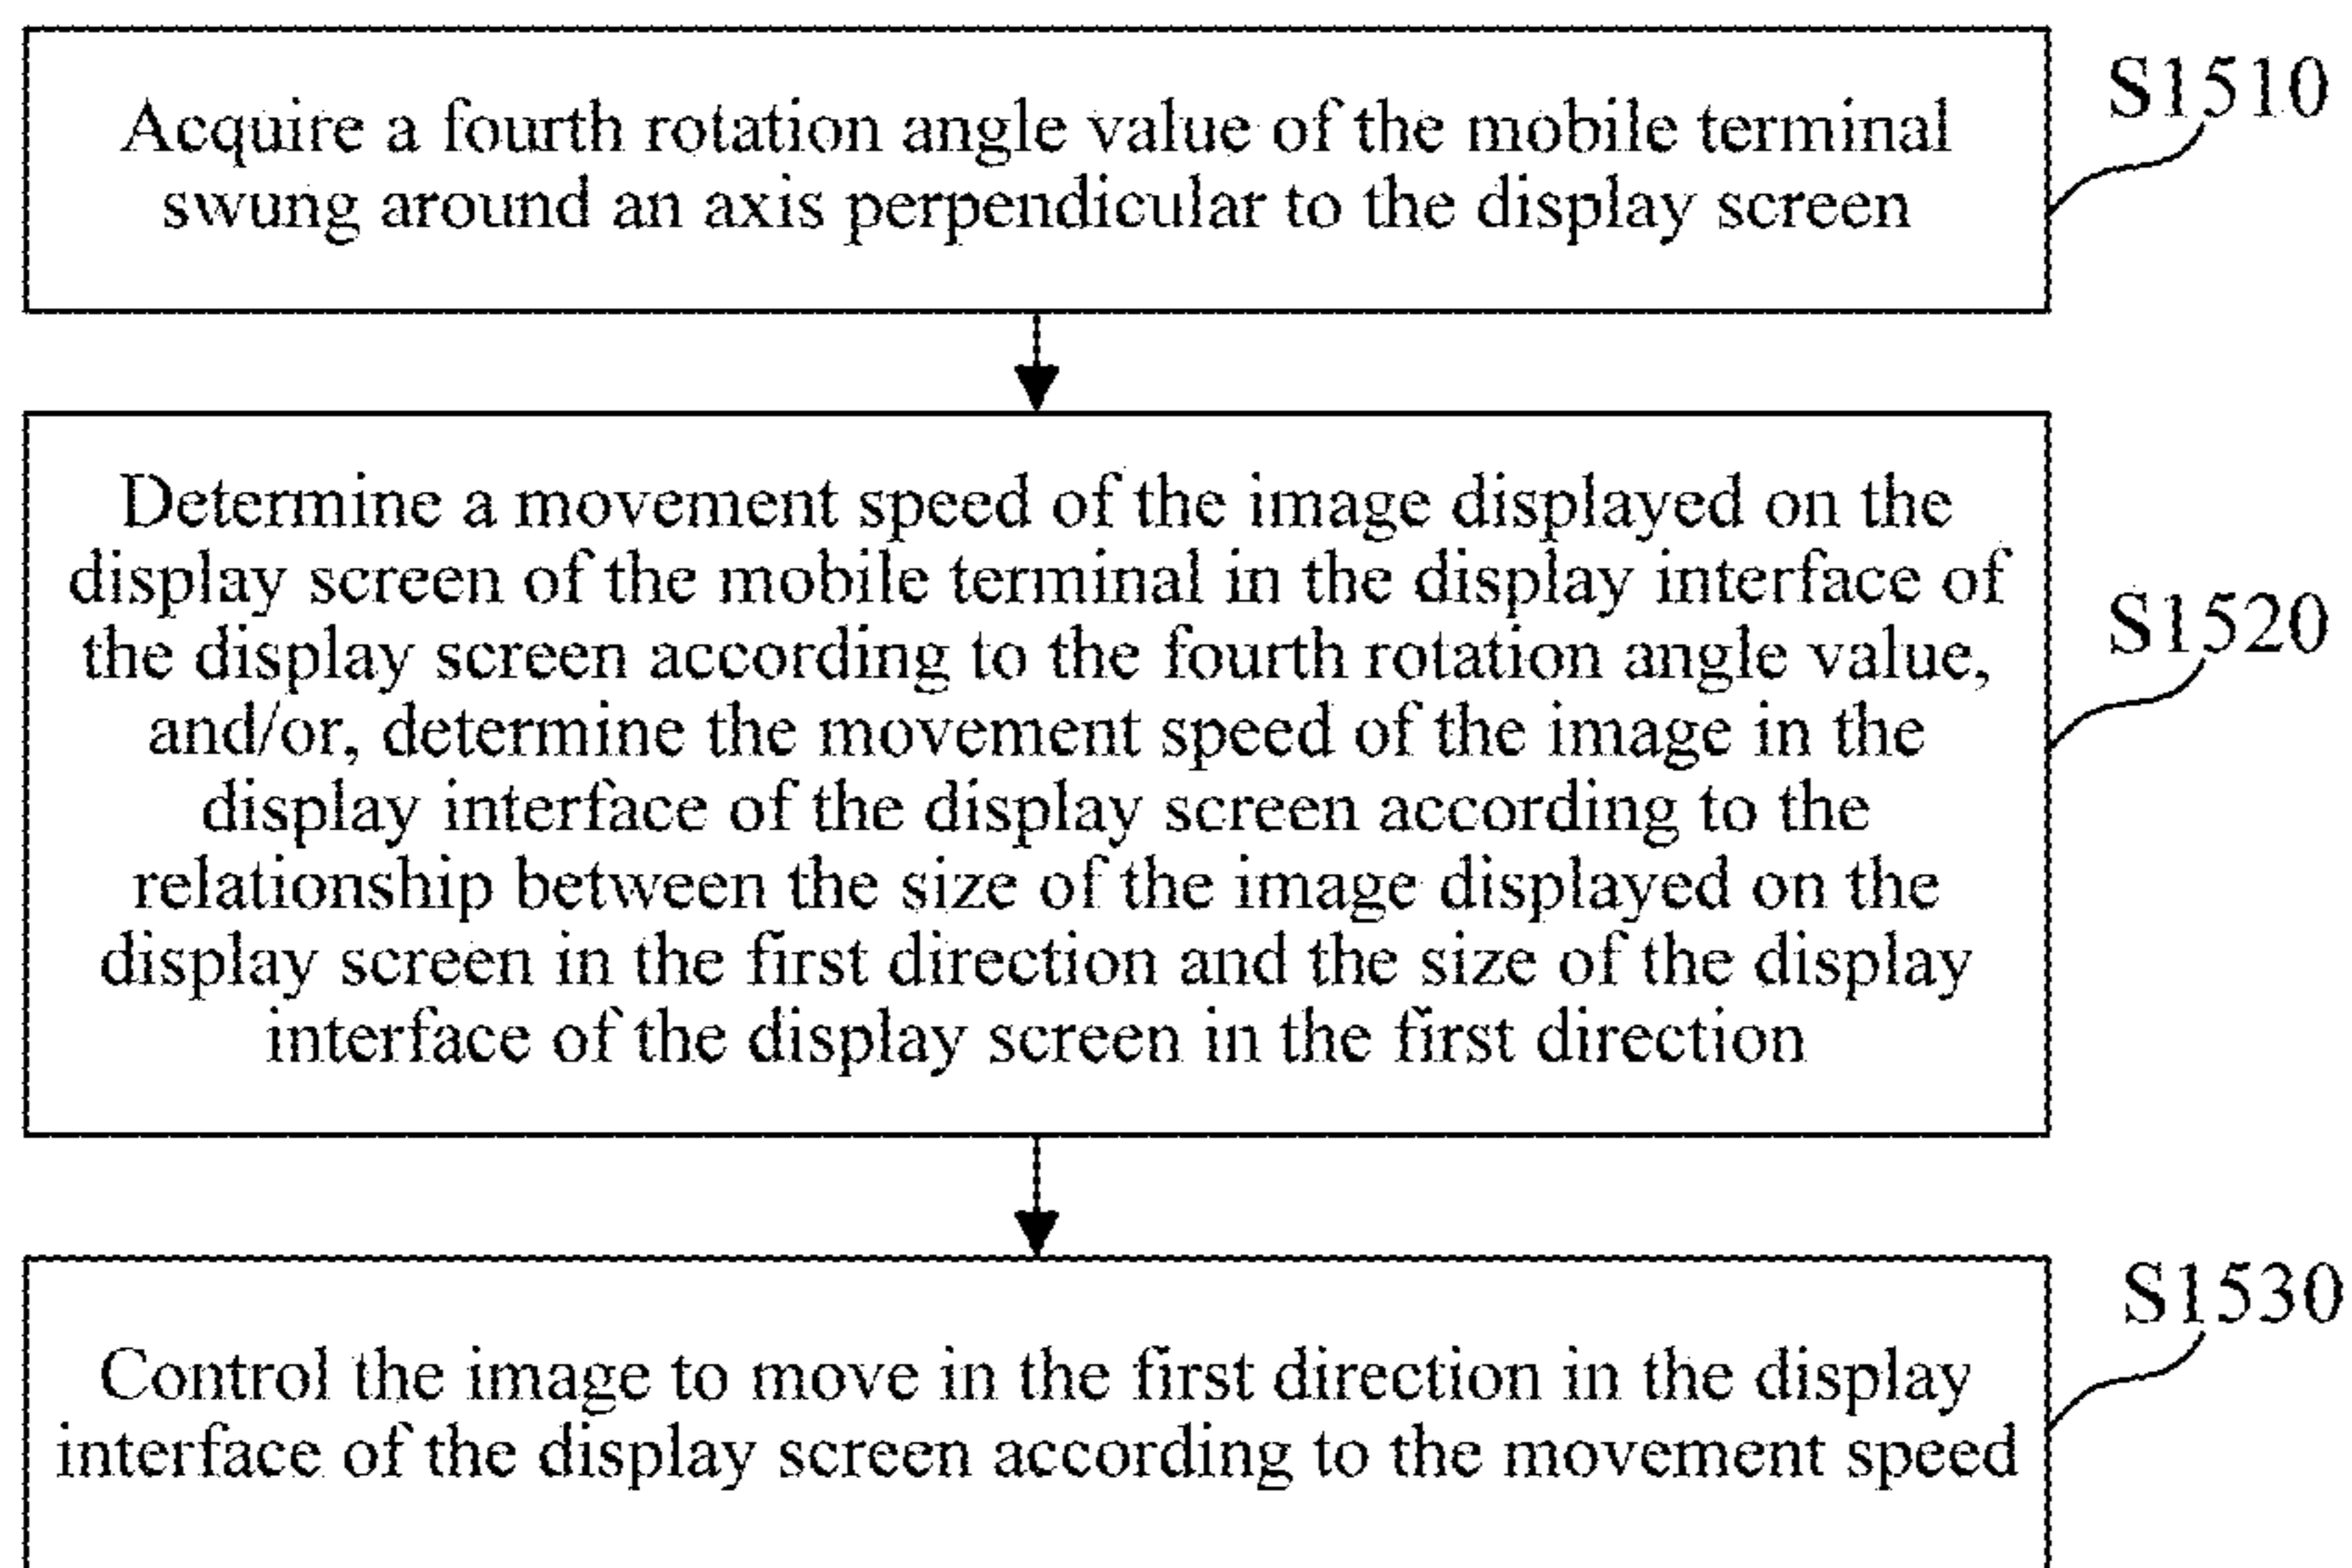 Acquire a fourth rotation angle value of the mobile terminal
swung around an axis perpendicular to the display screen
S1510
Determine a movement speed of the image displayed on the
display screen of the mobile terminal in the display interface of
the display screen according to the fourth rotation angle value,
and/or, determine the movement speed of the image in the
display interface of the display screen according to the
relationship between the size of the image displayed on the
display screen in the first direction and the size of the display
interface of the display screen in the first direction
S1520
Control the image to move in the first direction in the display
interface of the display screen according to the movement speed
S1530